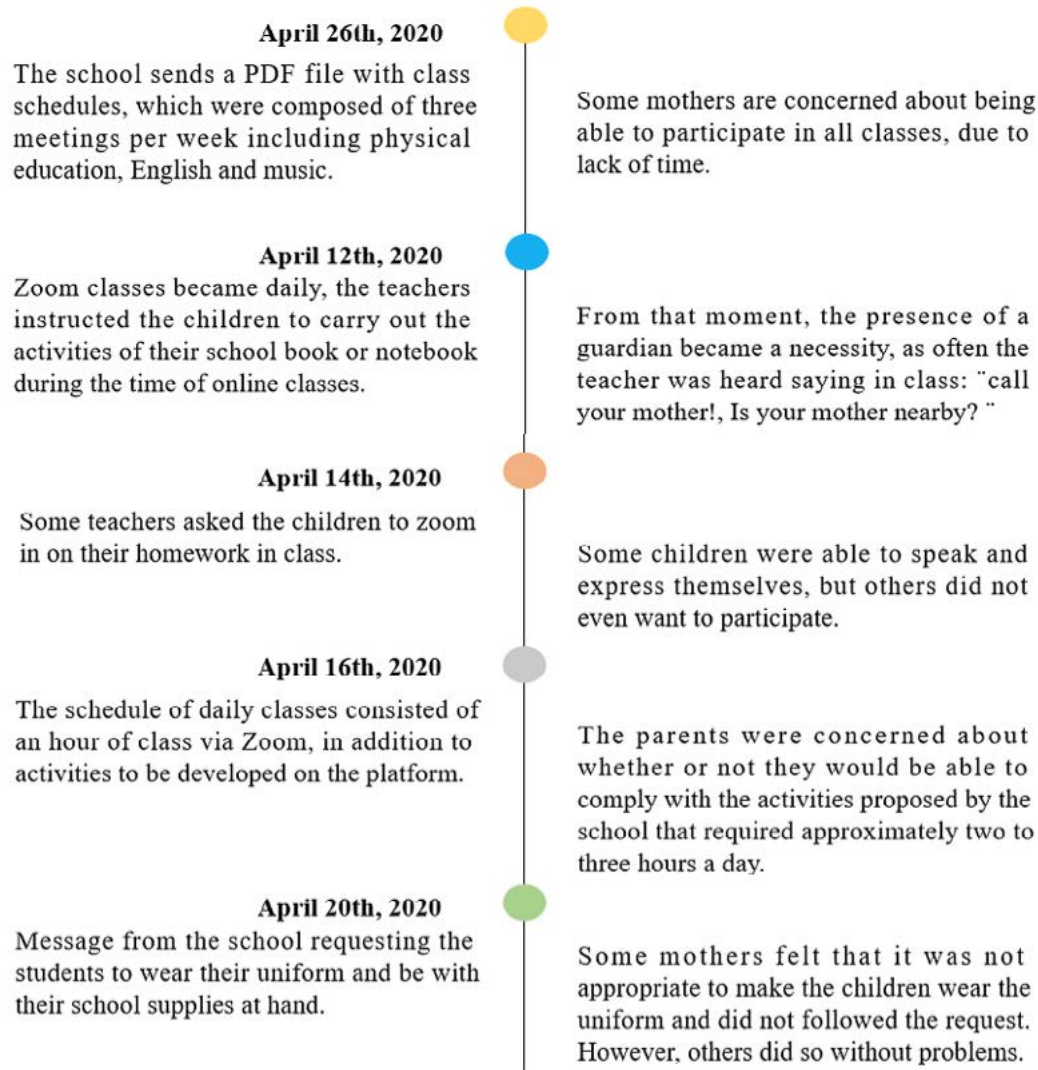 April 26th, 2020
The school sends a PDF file with class
schedules, which were composed of three
meetings per week including physical
education, English and music.
Some mothers are concerned about being
able to participate in all classes, due to
lack of time.
April 12th, 2020
Zoom classes became daily, the teachers
instructed the children to carry out the
activities of their school book or notebook
during the time of online classes.
From that moment, the presence of a
guardian became a necessity, as often the
teacher was heard saying in class: ¨call
your mother!, Is your mother nearby? ¨
April 14th, 2020
Some teachers asked the children to zoom
in on their homework in class.
Some children were able to speak and
express themselves, but others did not
even want to participate.
April 16th, 2020
The schedule of daily classes consisted of
an hour of class via Zoom, in addition to
activities to be developed on the platform.
The parents were concerned about
whether or not they would be able to
comply with the activities proposed by the
school that required approximately two to
three hours a day.
April 20th, 2020
Message from the school requesting the
students to wear their uniform and be with
their school supplies at hand.
Some mothers felt that it was not
appropriate to make the children wear the
uniform and did not followed the request.
However, others did so without problems.